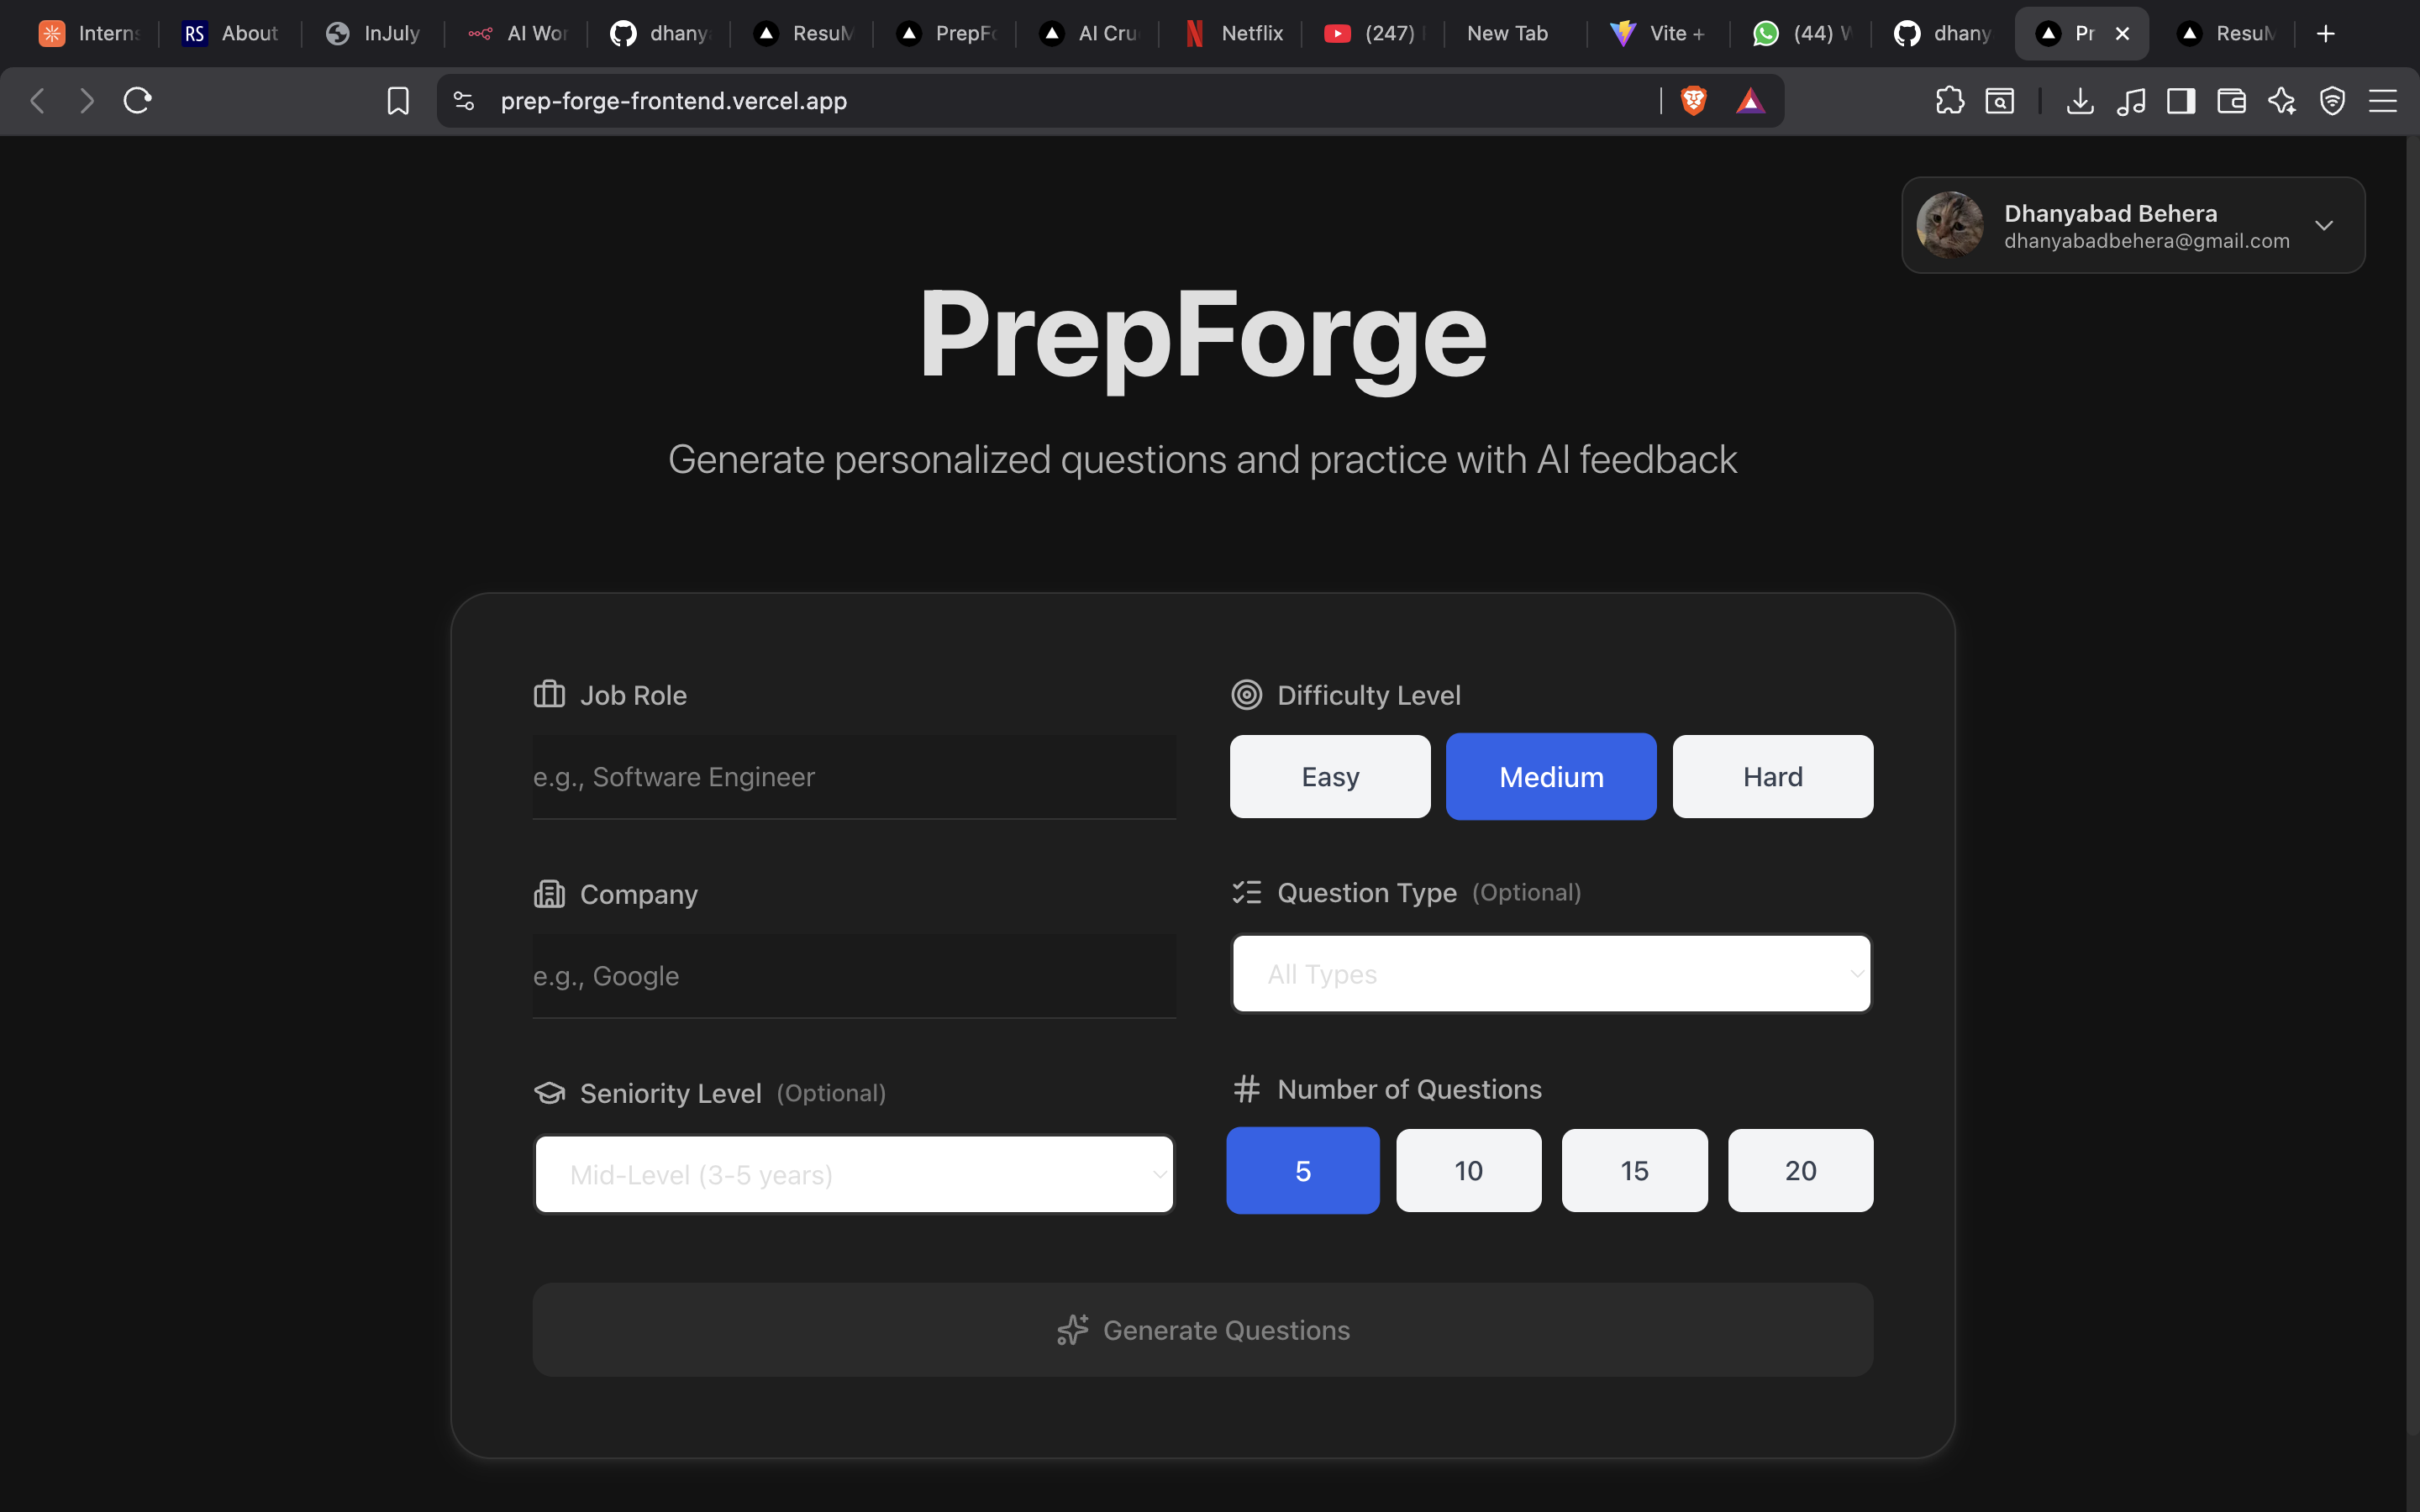 Interns
RS About
InJuly
AI Wor
dhany
ResuM
PrepFo
AI Cru
Netflix
(247)
New Tab
Vite +
(44) W
dhany
Pr
ResuM
prep-forge-frontend.vercel.app
Dhanyabad Behera
dhanyabadbehera@gmail.com
PrepForge
Generate personalized questions and practice with AI feedback
Job Role
e.g., Software Engineer
Company
e.g., Google
Seniority Level (Optional)
Mid-Level (3-5 years)
Difficulty Level
Easy Medium Hard
Question Type (Optional)
All Types
Number of Questions
5 10 15 20
Generate Questions